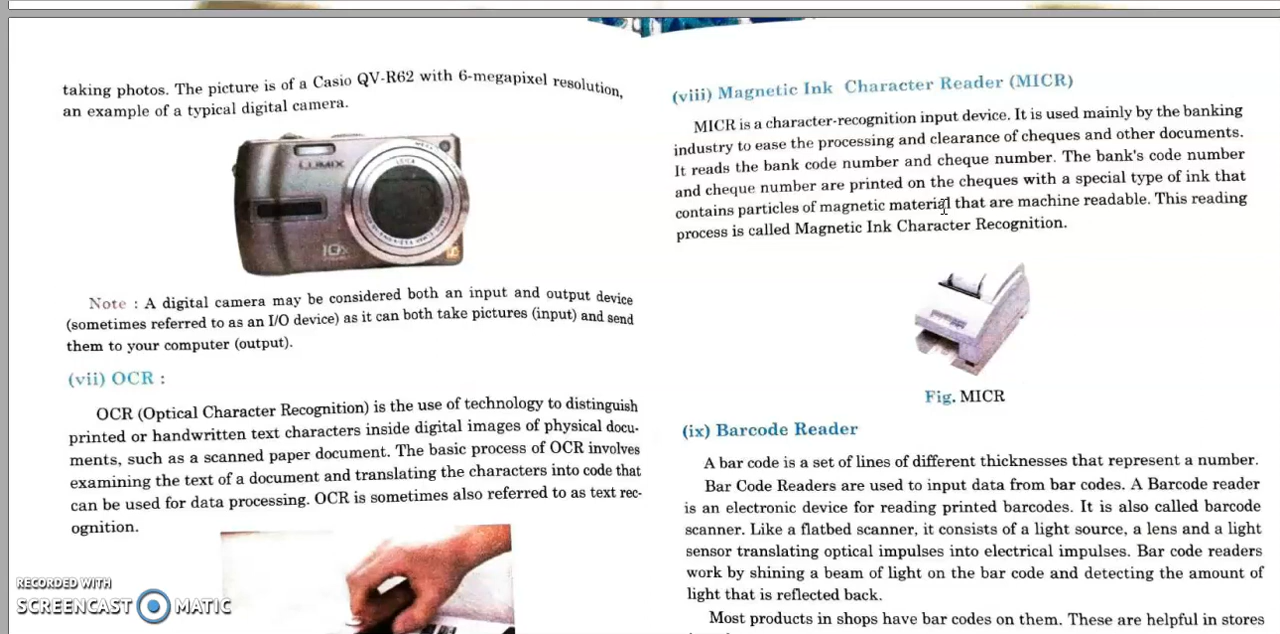 taking photos. The picture is of a Casio QV-R62 with 6-megapixel resolution,
an example of a typical digital camera.
LUMIX
LEICA
10x
Note : A digital camera may be considered both an input and output device
(sometimes referred to as an I/O device) as it can both take pictures (input) and send
them to your computer (output).
(vii) OCR :
OCR (Optical Character Recognition) is the use of technology to distinguish
printed or handwritten text characters inside digital images of physical docu-
ments, such as a scanned paper document. The basic process of OCR involves
examining the text of a document and translating the characters into code that
can be used for data processing. OCR is sometimes also referred to as text rec-
ognition.
RECORDED WITH
SCREENCAST MATIC
(viii) Magnetic Ink Character Reader (MICR)
MICR is a character-recognition input device. It is used mainly by the banking
industry to ease the processing and clearance of cheques and other documents.
It reads the bank code number and cheque number. The bank's code number
and cheque number are printed on the cheques with a special type of ink that
contains particles of magnetic material that are machine readable. This reading
process is called Magnetic Ink Character Recognition.
Fig. MICR
(ix) Barcode Reader
A bar code is a set of lines of different thicknesses that represent a number.
Bar Code Readers are used to input data from bar codes. A Barcode reader
is an electronic device for reading printed barcodes. It is also called barcode
scanner. Like a flatbed scanner, it consists of a light source, a lens and a light
sensor translating optical impulses into electrical impulses. Bar code readers
work by shining a beam of light on the bar code and detecting the amount of
light that is reflected back.
Most products in shops have bar codes on them. These are helpful in stores